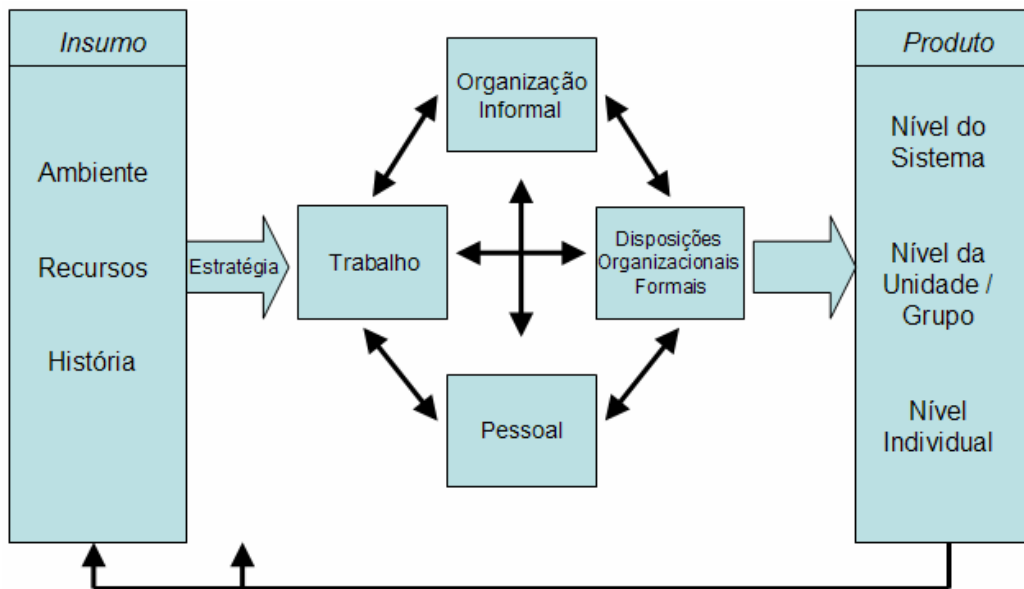 Insumo
Ambiente
Recursos
História
Estratégia
Organização
Informal
Trabalho
Disposições
Organizacionais
Formais
Pessoal
Produto
Nível do
Sistema
Nível da
Unidade /
Grupo
Nível
Individual